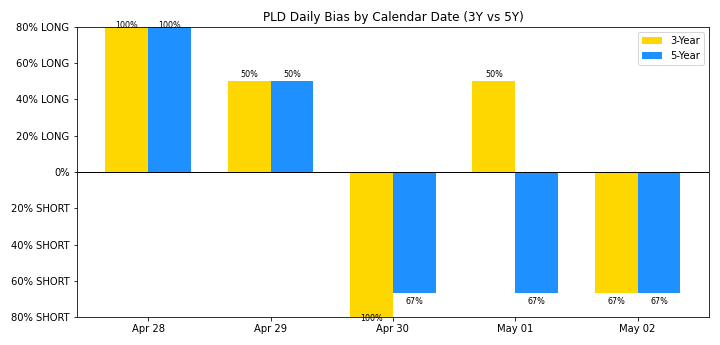 PLD Daily Bias by Calendar Date (3Y vs 5Y)
80% LONG
60% LONG
40% LONG
20% LONG
0%
20% SHORT
40% SHORT
60% SHORT
80% SHORT
3-Year
5-Year
100%
100%
50%
50%
100%
67%
50%
67%
67%
67%
Apr 28
Apr 29
Apr 30
May 01
May 02